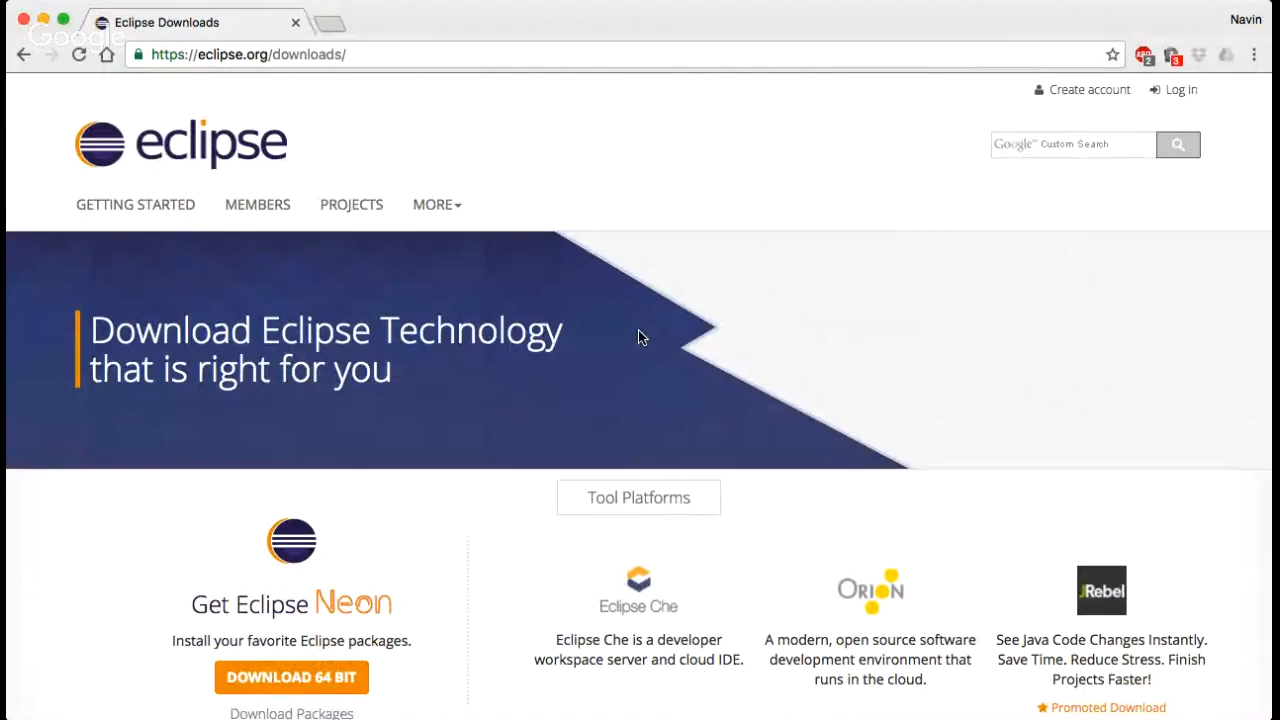 Eclipse Downloads
Navin
Google
https://eclipse.org/downloads/
2
3
Create account
Log in
eclipse
Google™ Custom Search
GETTING STARTED
MEMBERS
PROJECTS
MORE
Download Eclipse Technology
that is right for you
Tool Platforms
Get Eclipse Neon
Install your favorite Eclipse packages.
DOWNLOAD 64 BIT
Download Packages
Eclipse Che
Eclipse Che is a developer
workspace server and cloud IDE.
ORION
A modern, open source software
development environment that
runs in the cloud.
JRebel
See Java Code Changes Instantly.
Save Time. Reduce Stress. Finish
Projects Faster!
Promoted Download